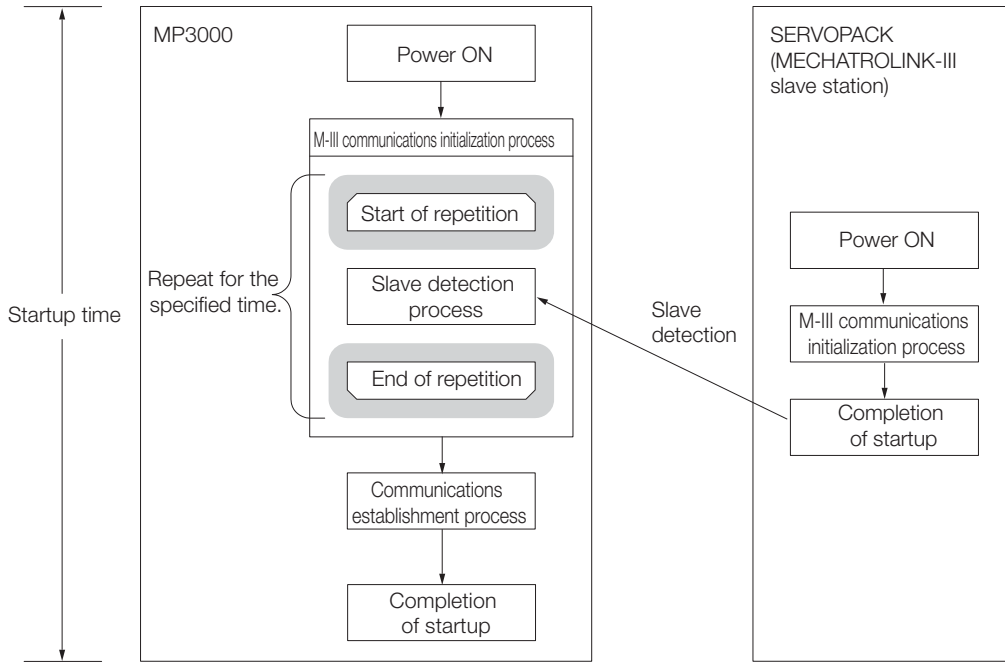 MP3000
Power ON
M-III communications initialization process
Start of repetition
Repeat for the
specified time.
Slave detection
process
End of repetition
Communications
establishment process
Completion
of startup
Startup time
Slave
detection
SERVOPACK
(MECHATROLINK-III
slave station)
Power ON
M-III communications
initialization process
Completion
of startup